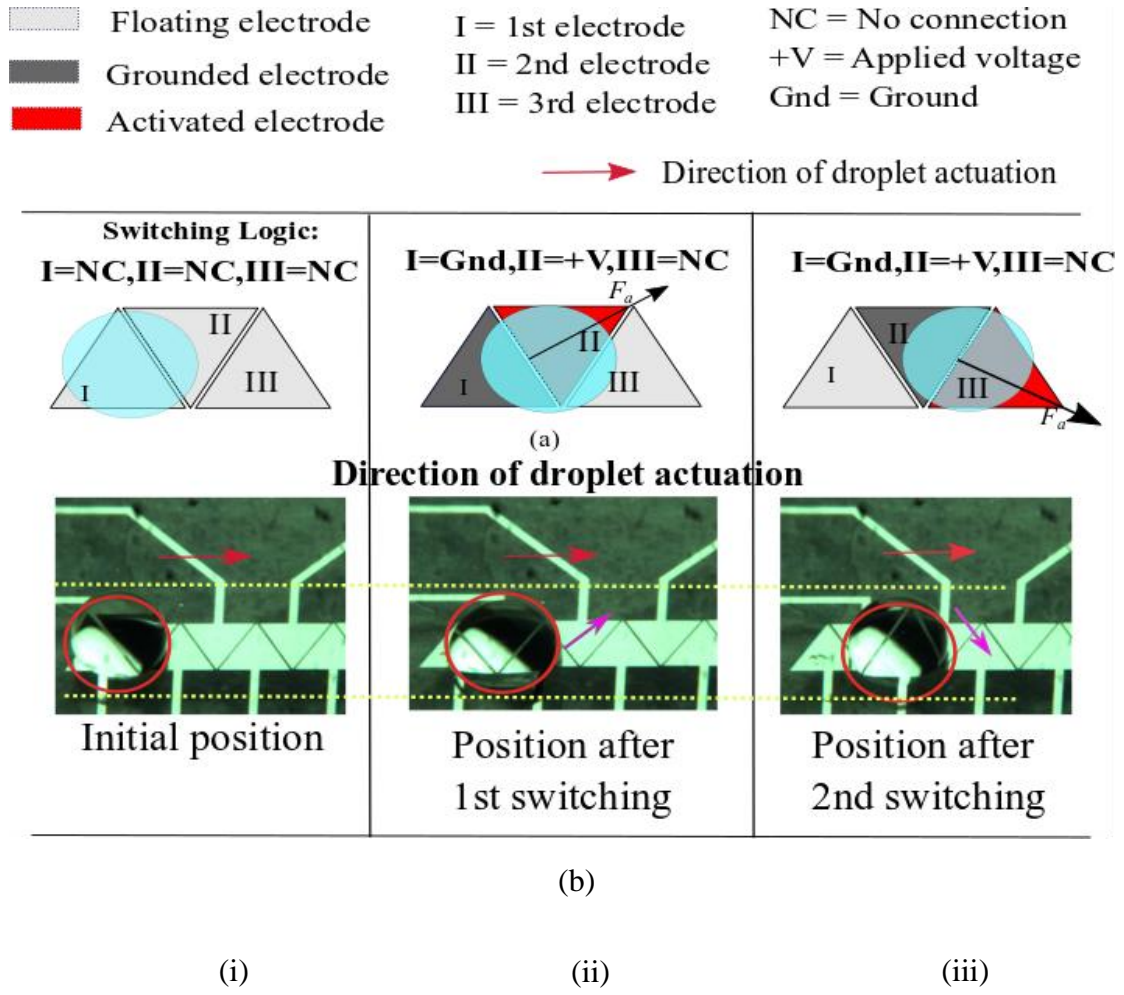 Floating electrode
Grounded electrode
Activated electrode
I = 1st electrode
II = 2nd electrode
III = 3rd electrode
NC = No connection
+V = Applied voltage
Gnd = Ground
Direction of droplet actuation
Switching Logic:
I=NC,II=NC,III=NC
I II III
I=Gnd,II=+V,III=NC
Fa
I II III
I=Gnd,II=+V,III=NC
I II III
Fa
(a)
Direction of droplet actuation
Initial position
Position after
1st switching
Position after
2nd switching
(b)
(i) (ii) (iii)